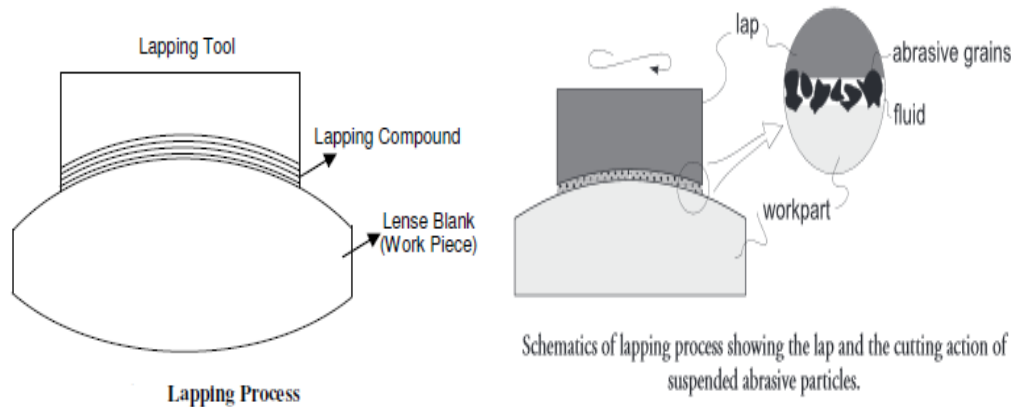 Lapping Tool
Lapping Compound
Lense Blank
(Work Piece)
Lapping Process
lap
abrasive grains
fluid
workpart
Schematics of lapping process showing the lap and the cutting action of
suspended abrasive particles.